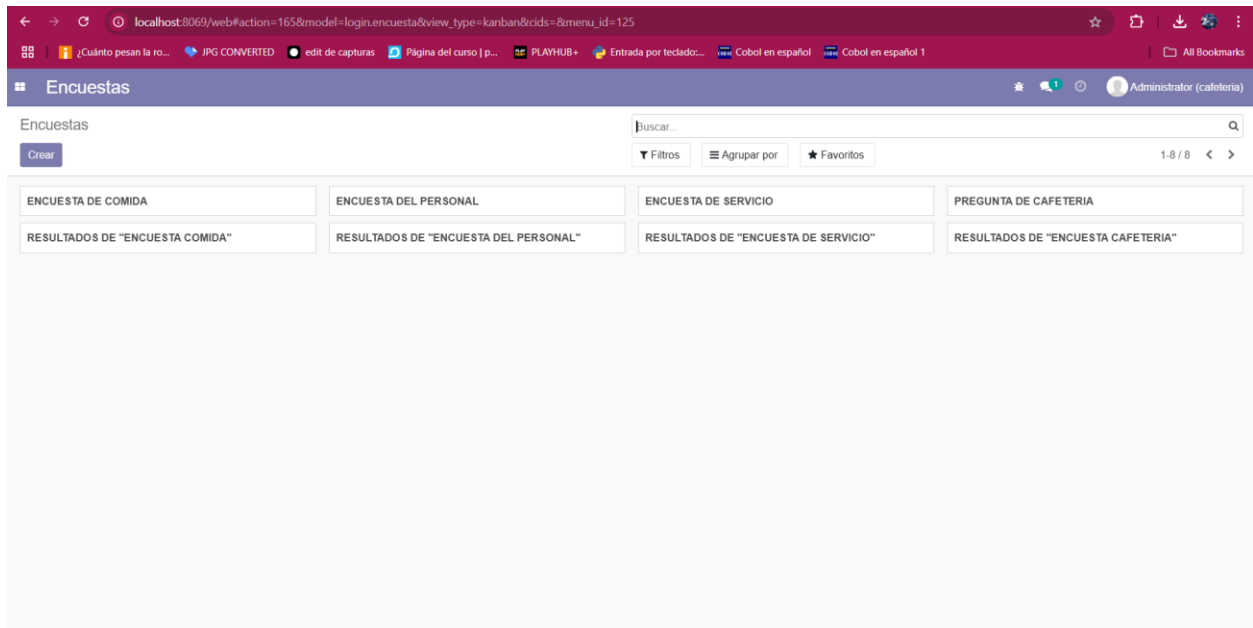 localhost:8069/web#action=165&model=login.encuesta&view_type=kanban&cids=&menu_id=125
¿Cuánto pesan la ro... JPG CONVERTED edit de capturas Página del curso | p... PLAYHUB+ Entrada por teclado:... Cobol en español Cobol en español 1 All Bookmarks
Encuestas 1 Administrator (cafeteria)
Encuestas Buscar...
Crear Filtros Agrupar por Favoritos 1-8 / 8
ENCUESTA DE COMIDA ENCUESTA DEL PERSONAL ENCUESTA DE SERVICIO PREGUNTA DE CAFETERIA
RESULTADOS DE "ENCUESTA COMIDA" RESULTADOS DE "ENCUESTA DEL PERSONAL" RESULTADOS DE "ENCUESTA DE SERVICIO" RESULTADOS DE "ENCUESTA CAFETERIA"